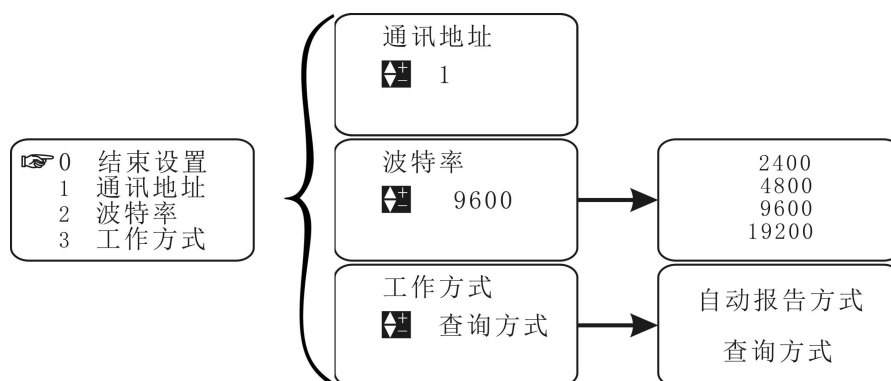 0 结束设置
1 通讯地址
2 波特率
3 工作方式
通讯地址
1
波特率
9600
2400
4800
9600
19200
工作方式
查询方式
自动报告方式
查询方式